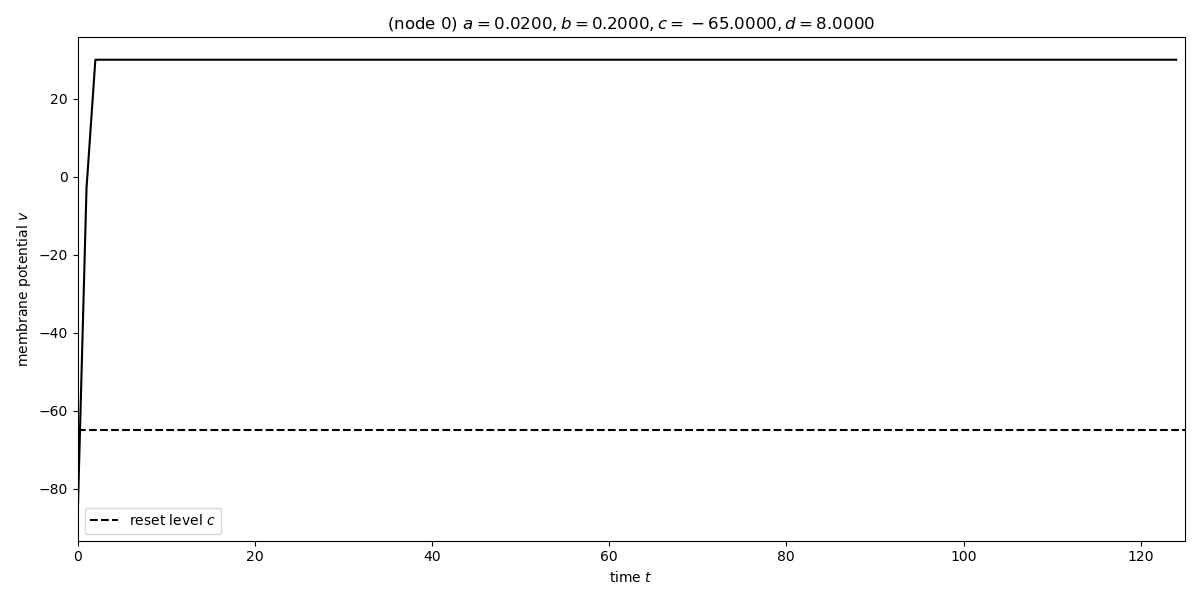 (node 0) a = 0.0200, b = 0.2000, c = −65.0000, d = 8.0000
membrane potential v
20
0
−20
−40
−60
−80
reset level c
0 20 40 60 80 100 120
time t